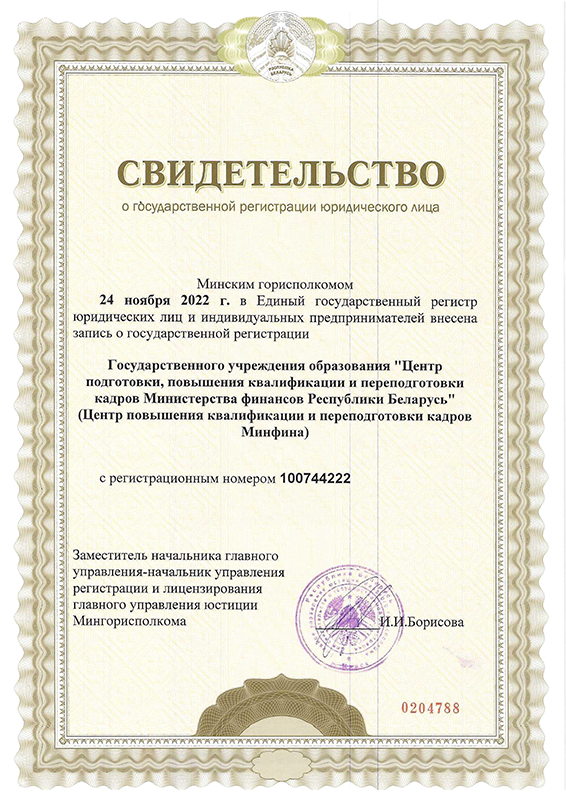 РЕСПУБЛИКА
БЕЛАРУСЬ
СВИДЕТЕЛЬСТВО
о государственной регистрации юридического лица
Минским горисполкомом
24 ноября 2022 г. в Единый государственный регистр
юридических лиц и индивидуальных предпринимателей внесена
запись о государственной регистрации
Государственного учреждения образования "Центр
подготовки, повышения квалификации и переподготовки
кадров Министерства финансов Республики Беларусь"
(Центр повышения квалификации и переподготовки кадров
Минфина)
с регистрационным номером 100744222
Заместитель начальника главного
управления-начальник управления
регистрации и лицензирования
главного управления юстиции
Мингорисполкома
И.И.Борисова
0204788